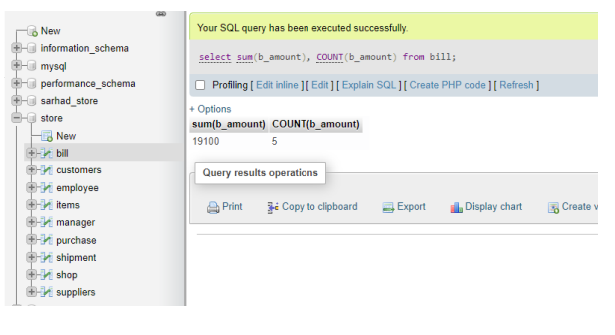 New
information_schema
mysql
performance_schema
sarhad_store
store
New
bill
customers
employee
items
manager
purchase
shipment
shop
suppliers
Your SQL query has been executed successfully.
select sum(b_amount), COUNT(b_amount) from bill;
Profiling [ Edit inline ] [ Edit ] [ Explain SQL ] [ Create PHP code ] [ Refresh ]
+ Options
sum(b_amount) COUNT(b_amount)
19100 5
Query results operations
Print Copy to clipboard Export Display chart Create v